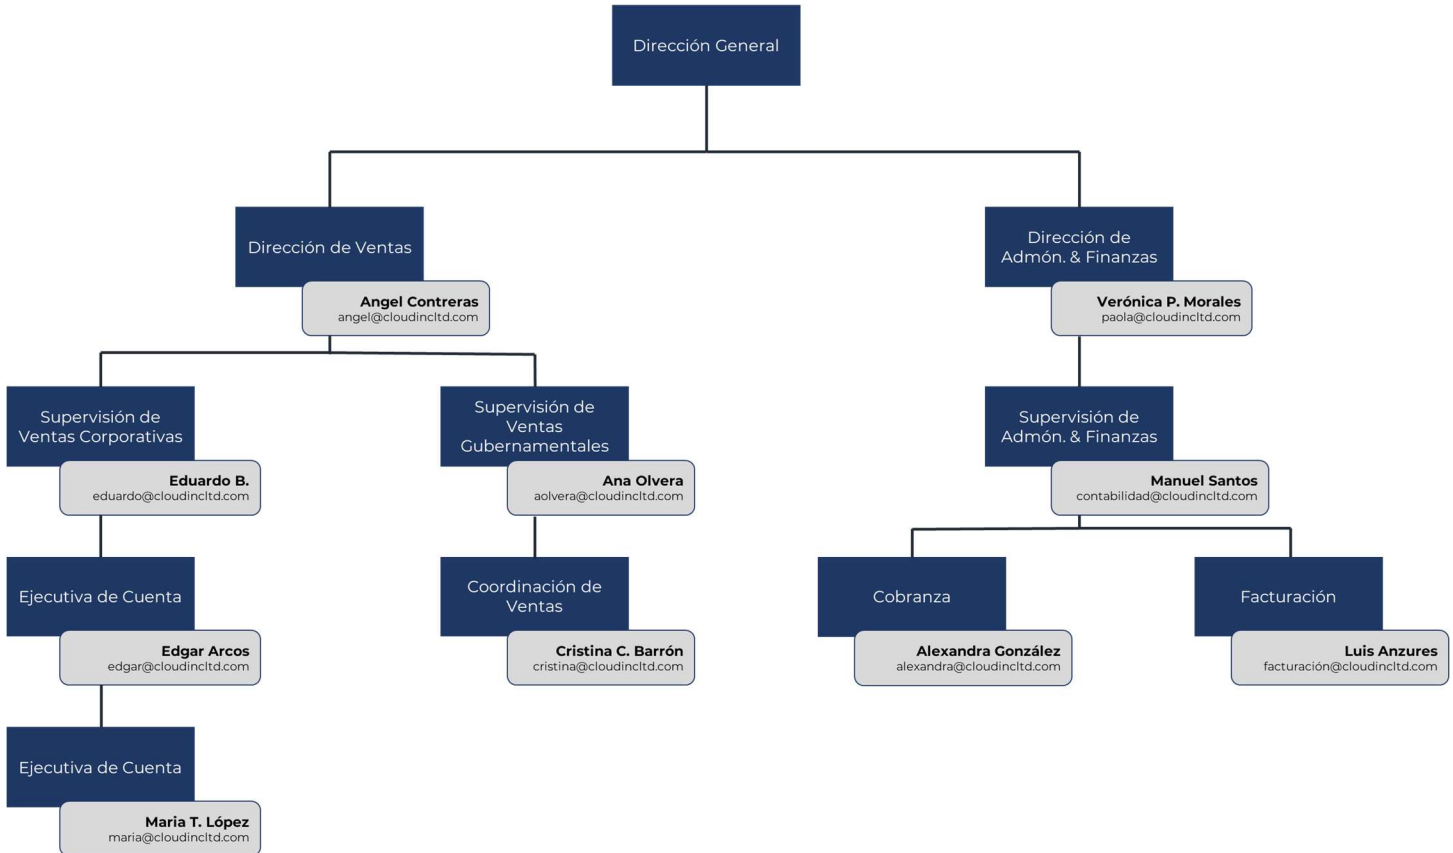 Dirección General
Dirección de Ventas
Angel Contreras
angel@cloudincltd.com
Dirección de
Admón. & Finanzas
Verónica P. Morales
paola@cloudincltd.com
Supervisión de
Ventas Corporativas
Eduardo B.
eduardo@cloudincltd.com
Supervisión de
Ventas
Gubernamentales
Ana Olvera
aolvera@cloudincltd.com
Supervisión de
Admón. & Finanzas
Manuel Santos
contabilidad@cloudincltd.com
Ejecutiva de Cuenta
Edgar Arcos
edgar@cloudincltd.com
Coordinación de
Ventas
Cristina C. Barrón
cristina@cloudincltd.com
Cobranza
Alexandra González
alexandra@cloudincltd.com
Facturación
Luis Anzures
facturación@cloudincltd.com
Ejecutiva de Cuenta
Maria T. López
maria@cloudincltd.com